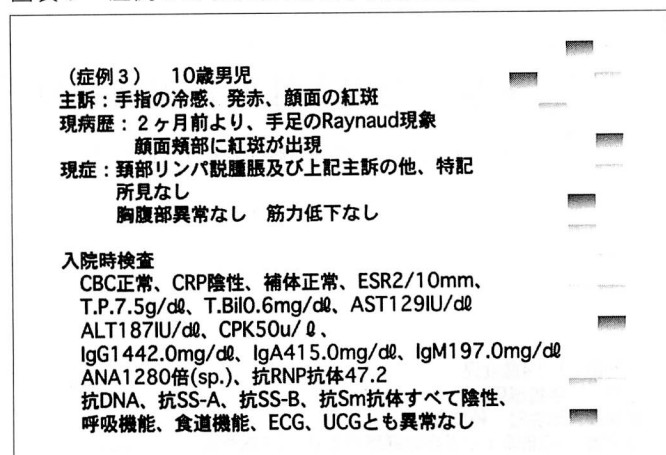 （症例３）　10歳男児
主訴：手指の冷感、発赤、顔面の紅斑
現病歴：２ヶ月前より、手足のRaynaud現象
顔面頬部に紅斑が出現
現症：頚部リンパ説腫脹及び上記主訴の他、特記
所見なし
胸腹部異常なし　筋力低下なし
入院時検査
CBC正常、CRP陰性、補体正常、ESR2/10mm、
T.P.7.5g/dℓ、T.Bil0.6mg/dℓ、AST129IU/dℓ
ALT187IU/dℓ、CPK50u/ℓ、
IgG1442.0mg/dℓ、IgA415.0mg/dℓ、IgM197.0mg/dℓ
ANA1280倍(sp.)、抗RNP抗体47.2
抗DNA、抗SS-A、抗SS-B、抗Sm抗体すべて陰性、
呼吸機能、食道機能、ECG、UCGとも異常なし